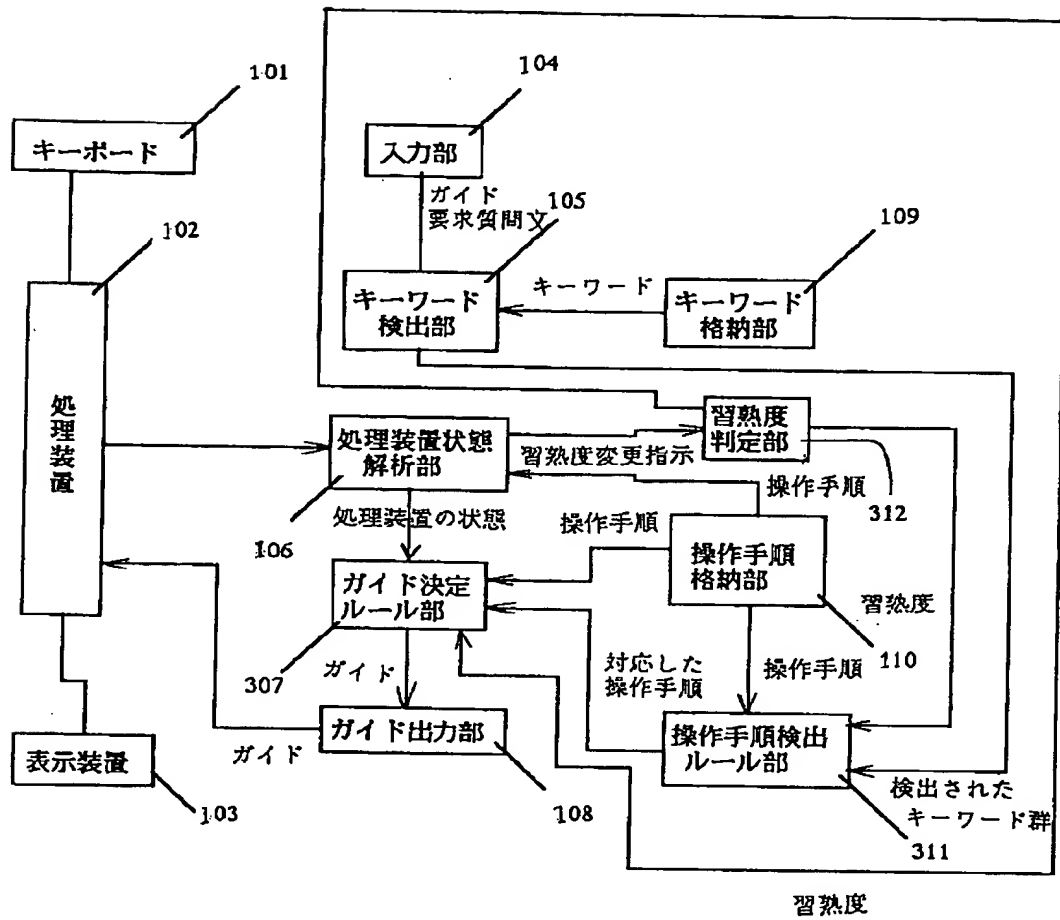 101
キーボード
104
入力部
ガイド
要求質問文
105
109
102
キーワード
検出部
キーワード
キーワード
格納部
処理装置
処理装置状態
解析部
習熟度変更指示
習熟度
判定部
操作手順
312
106
処理装置の状態
操作手順
操作手順
格納部
習熟度
110
ガイド決定
ルール部
307
ガイド
対応した
操作手順
操作手順
ガイド出力部
108
ガイド
操作手順検出
ルール部
検出された
キーワード群
311
表示装置
103
習熟度